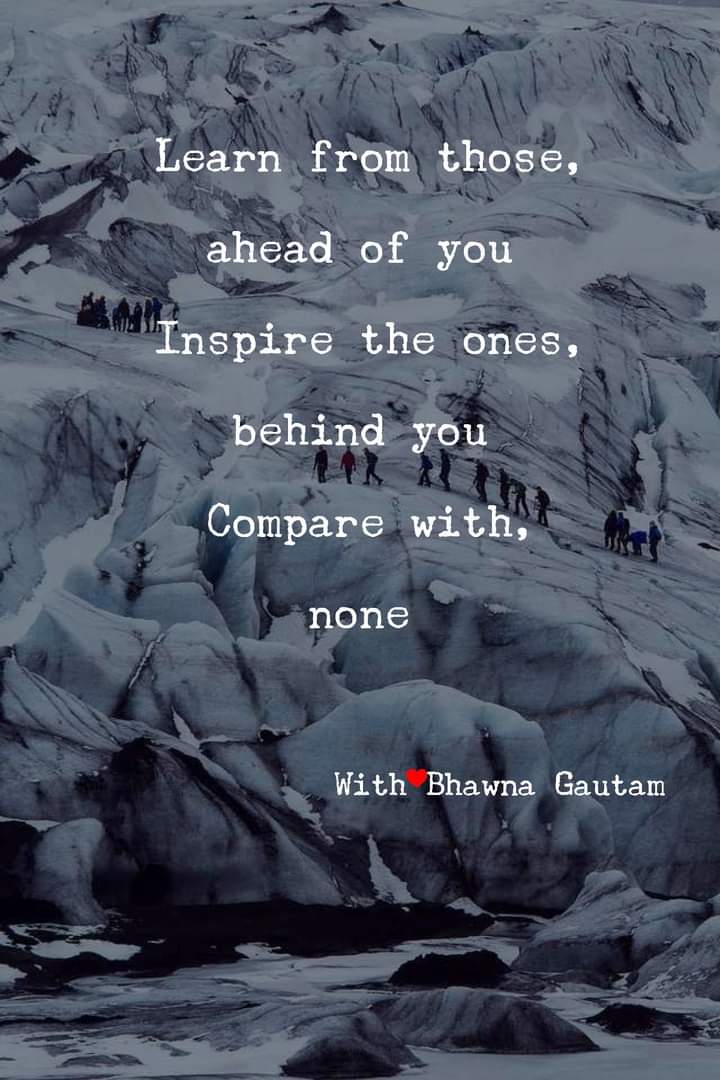 Learn from those,
ahead of you
Inspire the ones,
behind you
Compare with,
none
With❤Bhawna Gautam